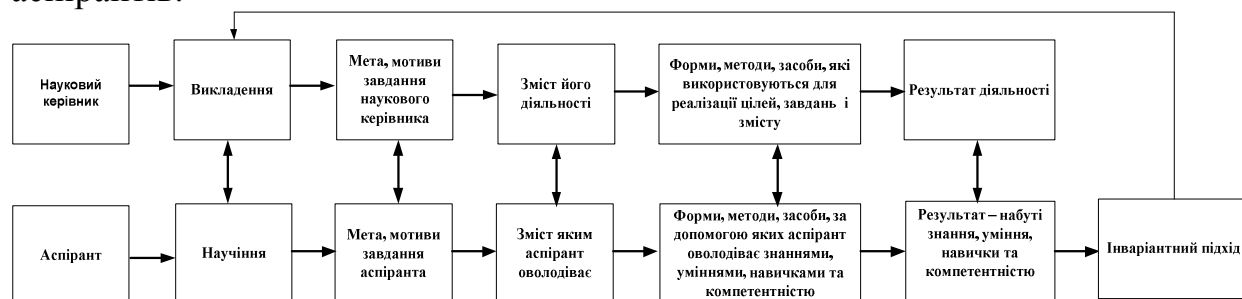 аспірантів.
Науковий
керівник
Викладення
Мета, мотиви
завдання
наукового
керівника
Зміст його
діяльності
Форми, методи, засоби, які
використовуються для
реалізації цілей, завдань і
змісту
Результат діяльності
Аспірант
Научіння
Мета, мотиви
завдання
аспіранта
Зміст яким
аспірант
оволодіває
Форми, методи, засоби, за
допомогою яких аспірант
оволодіває знаннями,
уміннями, навичками та
компетентністю
Результат – набуті
знання, уміння,
навички та
компетентністю
Інваріантний підхід